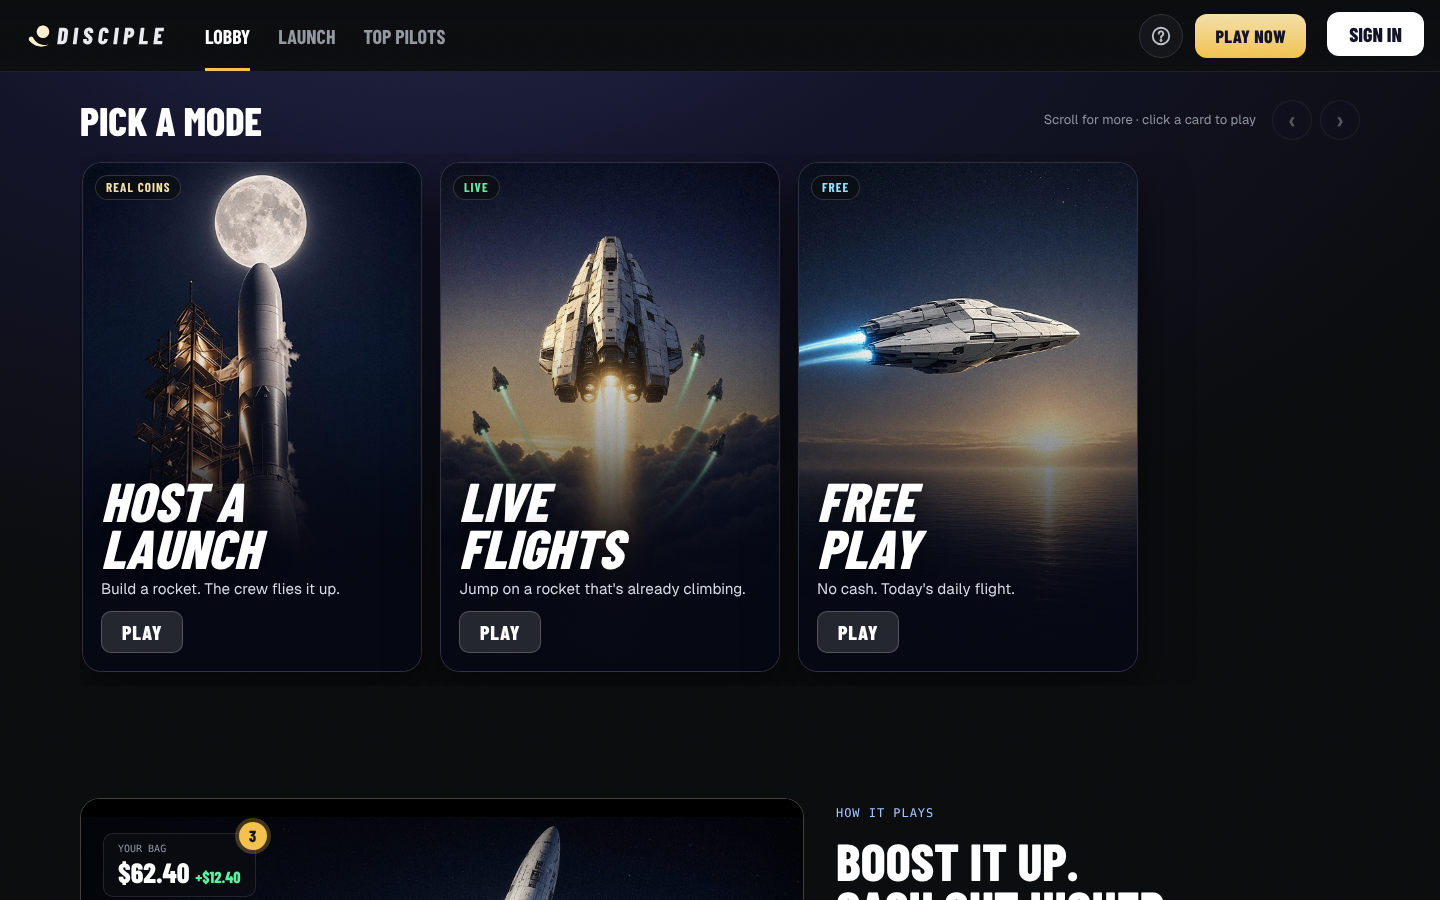 DISCIPLE
LOBBY
LAUNCH
TOP PILOTS
PLAY NOW
SIGN IN
PICK A MODE
Scroll for more · click a card to play
REAL COINS
HOST A
LAUNCH
Build a rocket. The crew flies it up.
PLAY
LIVE
LIVE
FLIGHTS
Jump on a rocket that's already climbing.
PLAY
FREE
FREE
PLAY
No cash. Today's daily flight.
PLAY
YOUR BAG
3
$62.40 +$12.40
HOW IT PLAYS
BOOST IT UP.
CASH OUT HIGHER